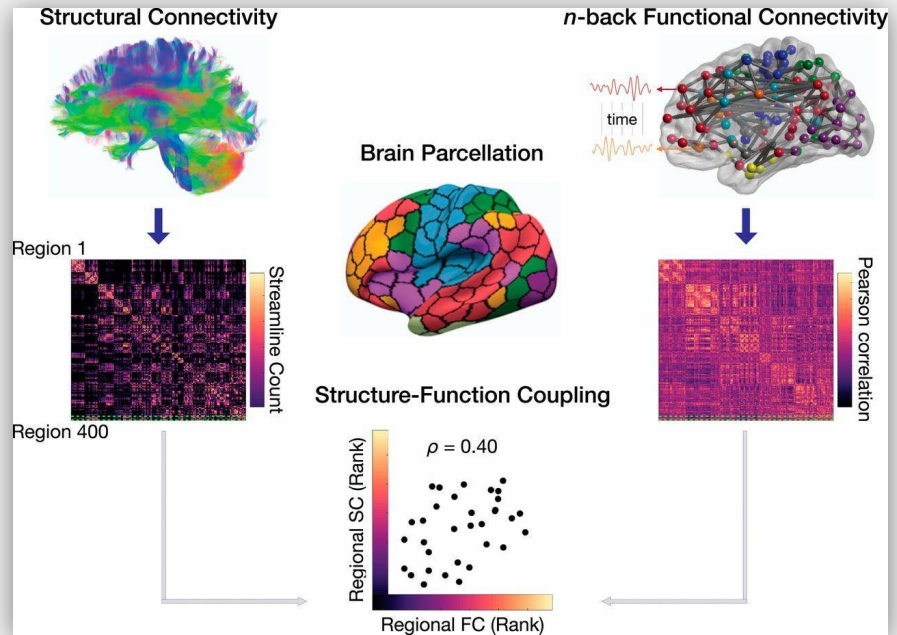 Structural Connectivity
n-back Functional Connectivity
time
Brain Parcellation
Region 1
Streamline Count
Region 400
Pearson correlation
Structure-Function Coupling
ρ = 0.40
Regional SC (Rank)
Regional FC (Rank)